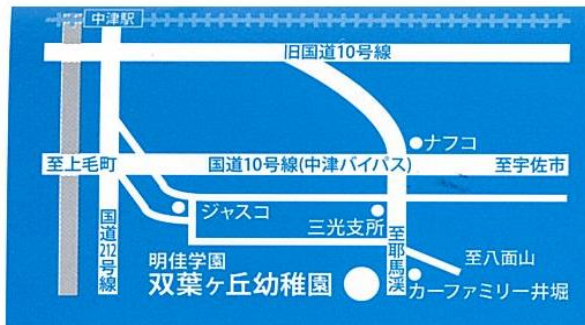 中津駅
旧国道10号線
ナフコ
至上毛町
国道10号線(中津バイパス)
至宇佐市
ジャスコ
三光支所
国道212号線
至耶馬渓
至八面山
明佳学園
双葉ヶ丘幼稚園
カーファミリー井堀